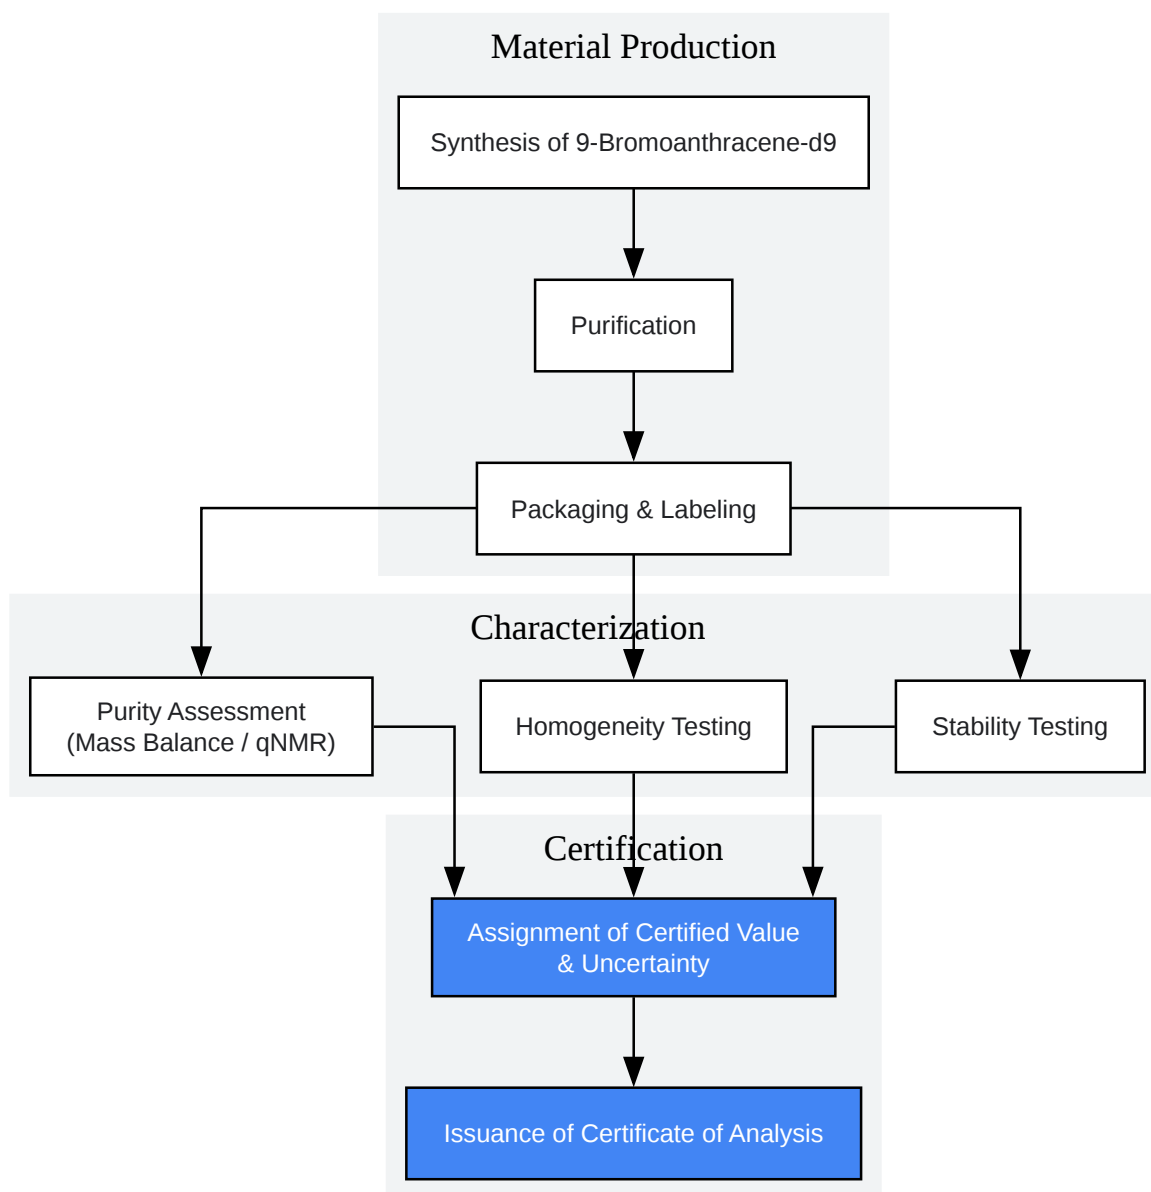 Material Production
Synthesis of 9-Bromoanthracene-d9
Purification
Packaging & Labeling
Characterization
Purity Assessment
(Mass Balance / qNMR)
Homogeneity Testing
Stability Testing
Certification
Assignment of Certified Value
& Uncertainty
Issuance of Certificate of Analysis